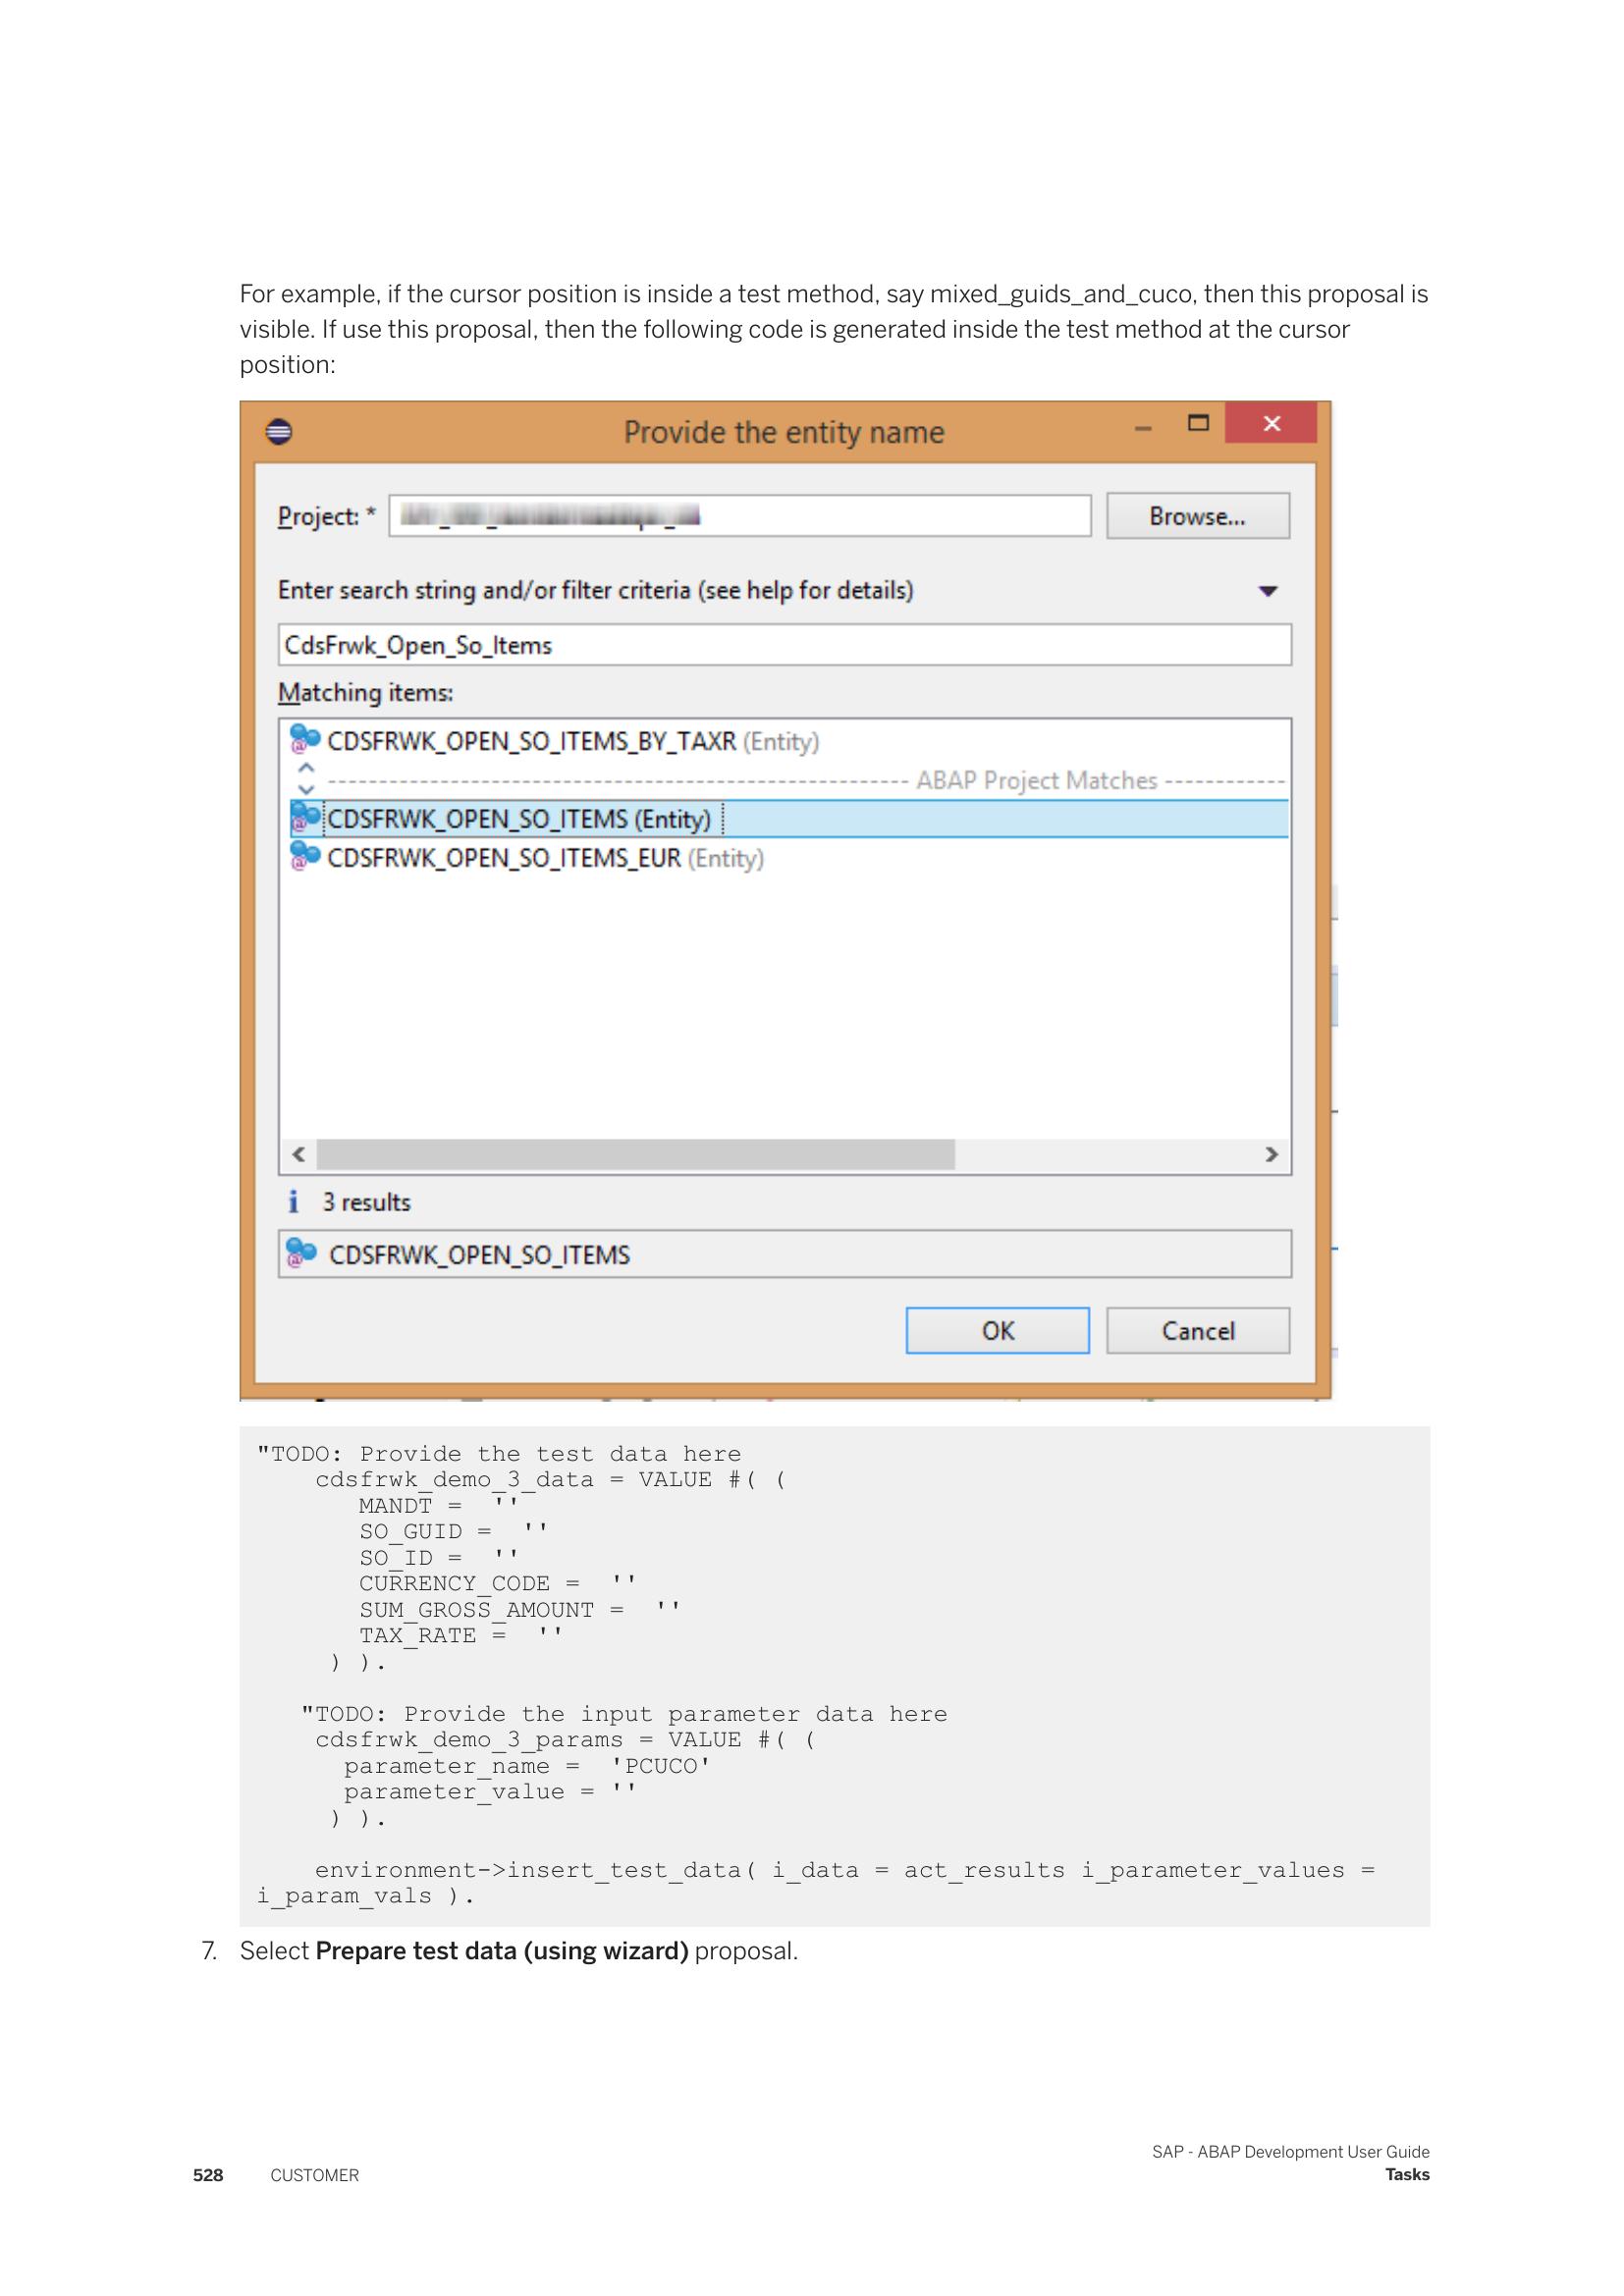 For example, if the cursor position is inside a test method, say mixed_guids_and_cuco, then this proposal is
visible. If use this proposal, then the following code is generated inside the test method at the cursor
position:
Provide the entity name
Project: *
Browse...
Enter search string and/or filter criteria (see help for details)
CdsFrwk_Open_So_Items
Matching items:
CDSFRWK_OPEN_SO_ITEMS_BY_TAXR (Entity)
ABAP Project Matches
CDSFRWK_OPEN_SO_ITEMS (Entity)
CDSFRWK_OPEN_SO_ITEMS_EUR (Entity)
3 results
CDSFRWK_OPEN_SO_ITEMS
OK Cancel
"TODO: Provide the test data here
cdsfrwk_demo_3_data = VALUE #( (
MANDT =  ''
SO_GUID =  ''
SO_ID =  ''
CURRENCY_CODE =  ''
SUM_GROSS_AMOUNT =  ''
TAX_RATE =  ''
) ).
"TODO: Provide the input parameter data here
cdsfrwk_demo_3_params = VALUE #( (
parameter_name =  'PCUCO'
parameter_value = ''
) ).
environment->insert_test_data( i_data = act_results i_parameter_values =
i_param_vals ).
7. Select Prepare test data (using wizard) proposal.
SAP - ABAP Development User Guide
528 CUSTOMER Tasks